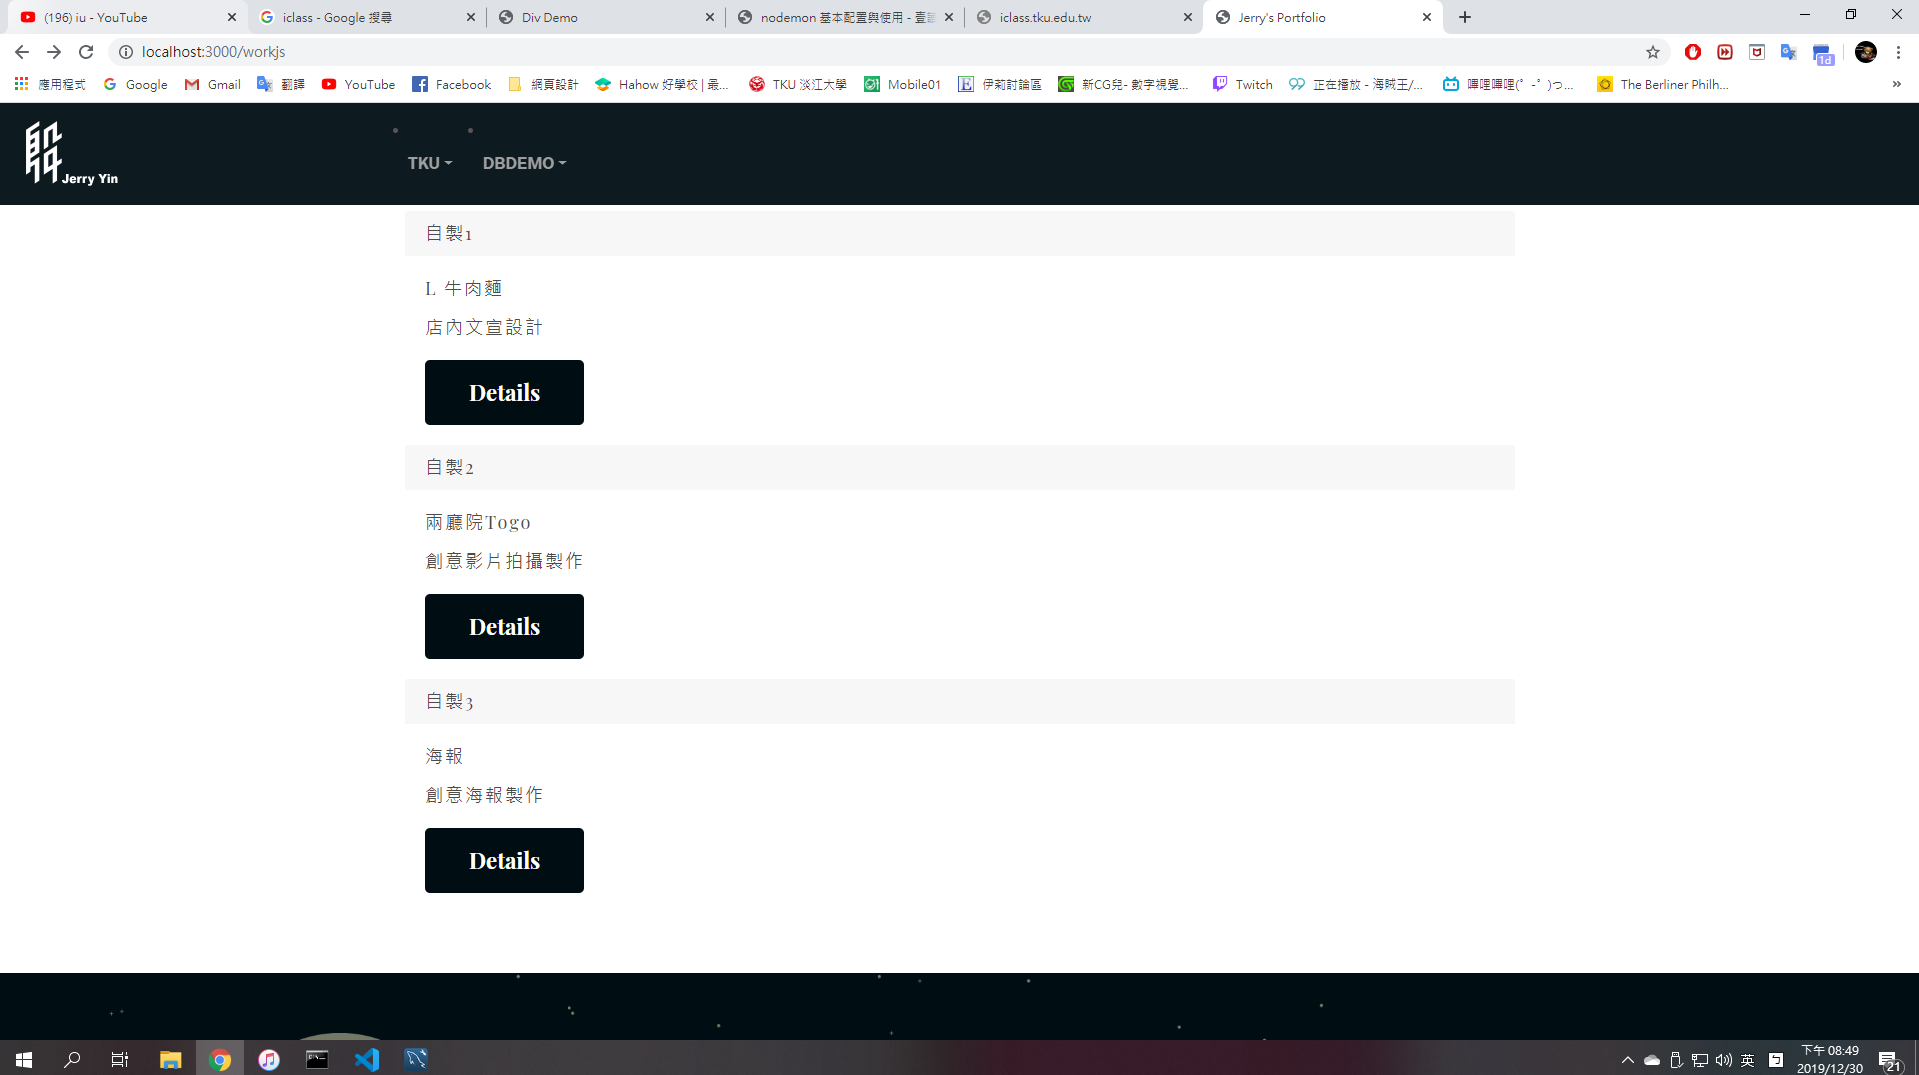 (196) iu - YouTube
iclass - Google 搜尋
Div Demo
nodemon 基本配置與使用 - 壹
iclass.tku.edu.tw
Jerry's Portfolio
localhost:3000/workjs
1d
應用程式
Google
Gmail
翻譯
YouTube
Facebook
網頁設計
Hahow 好學校 | 最...
TKU 淡江大學
Mobile01
伊莉討論區
新CG兒- 數字視覺...
Twitch
正在播放 - 海賊王/...
嗶哩嗶哩(゜-゜)つ...
The Berliner Philh...
Jerry Yin
TKU
DBDEMO
自製1
L 牛肉麵
店內文宣設計
Details
自製2
兩廳院Togo
創意影片拍攝製作
Details
自製3
海報
創意海報製作
Details
英
下午 08:49
2019/12/30
21